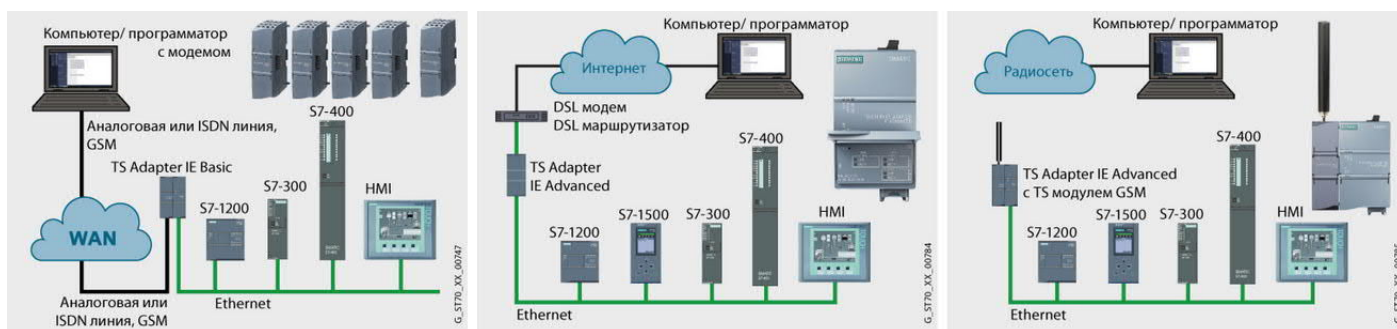 Компьютер/ программатор
с модемом
S7-400
Аналоговая или ISDN линия,
GSM
TS Adapter IE Basic
S7-300
HMI
S7-1200
WAN
Ethernet
Аналоговая или
ISDN линия, GSM
G_ST70_XX_00747
Компьютер/ программатор
Интернет
SIEMENS
DSL модем
DSL маршрутизатор
S7-400
TS Adapter
IE Advanced
S7-1500
S7-300
HMI
S7-1200
Ethernet
G_ST70_XX_00784
Компьютер/ программатор
Радиосеть
S7-400
TS Adapter IE Advanced
с TS модулем GSM
S7-1500
S7-300
HMI
S7-1200
Ethernet